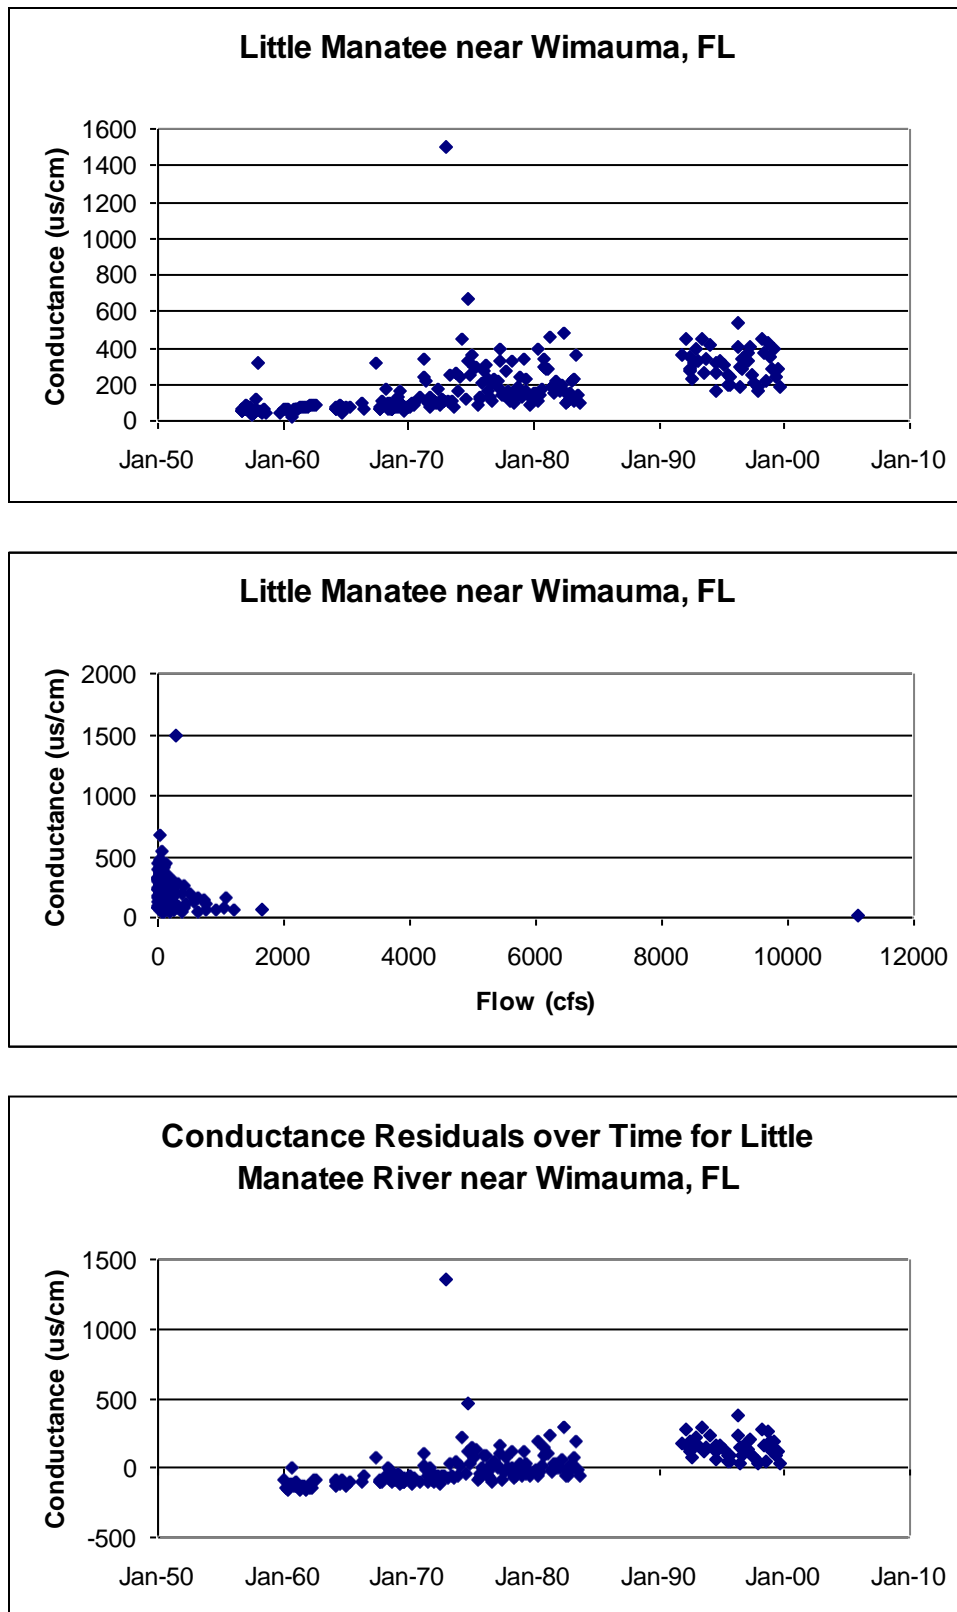 Little Manatee near Wimauma, FL
Conductance (us/cm)
1600
1400
1200
1000
800
600
400
200
0
Jan-50 Jan-60 Jan-70 Jan-80 Jan-90 Jan-00 Jan-10
Little Manatee near Wimauma, FL
Conductance (us/cm)
2000
1500
1000
500
0
0 2000 4000 6000 8000 10000 12000
Flow (cfs)
Conductance Residuals over Time for Little
Manatee River near Wimauma, FL
Conductance (us/cm)
1500
1000
500
0
-500
Jan-50 Jan-60 Jan-70 Jan-80 Jan-90 Jan-00 Jan-10